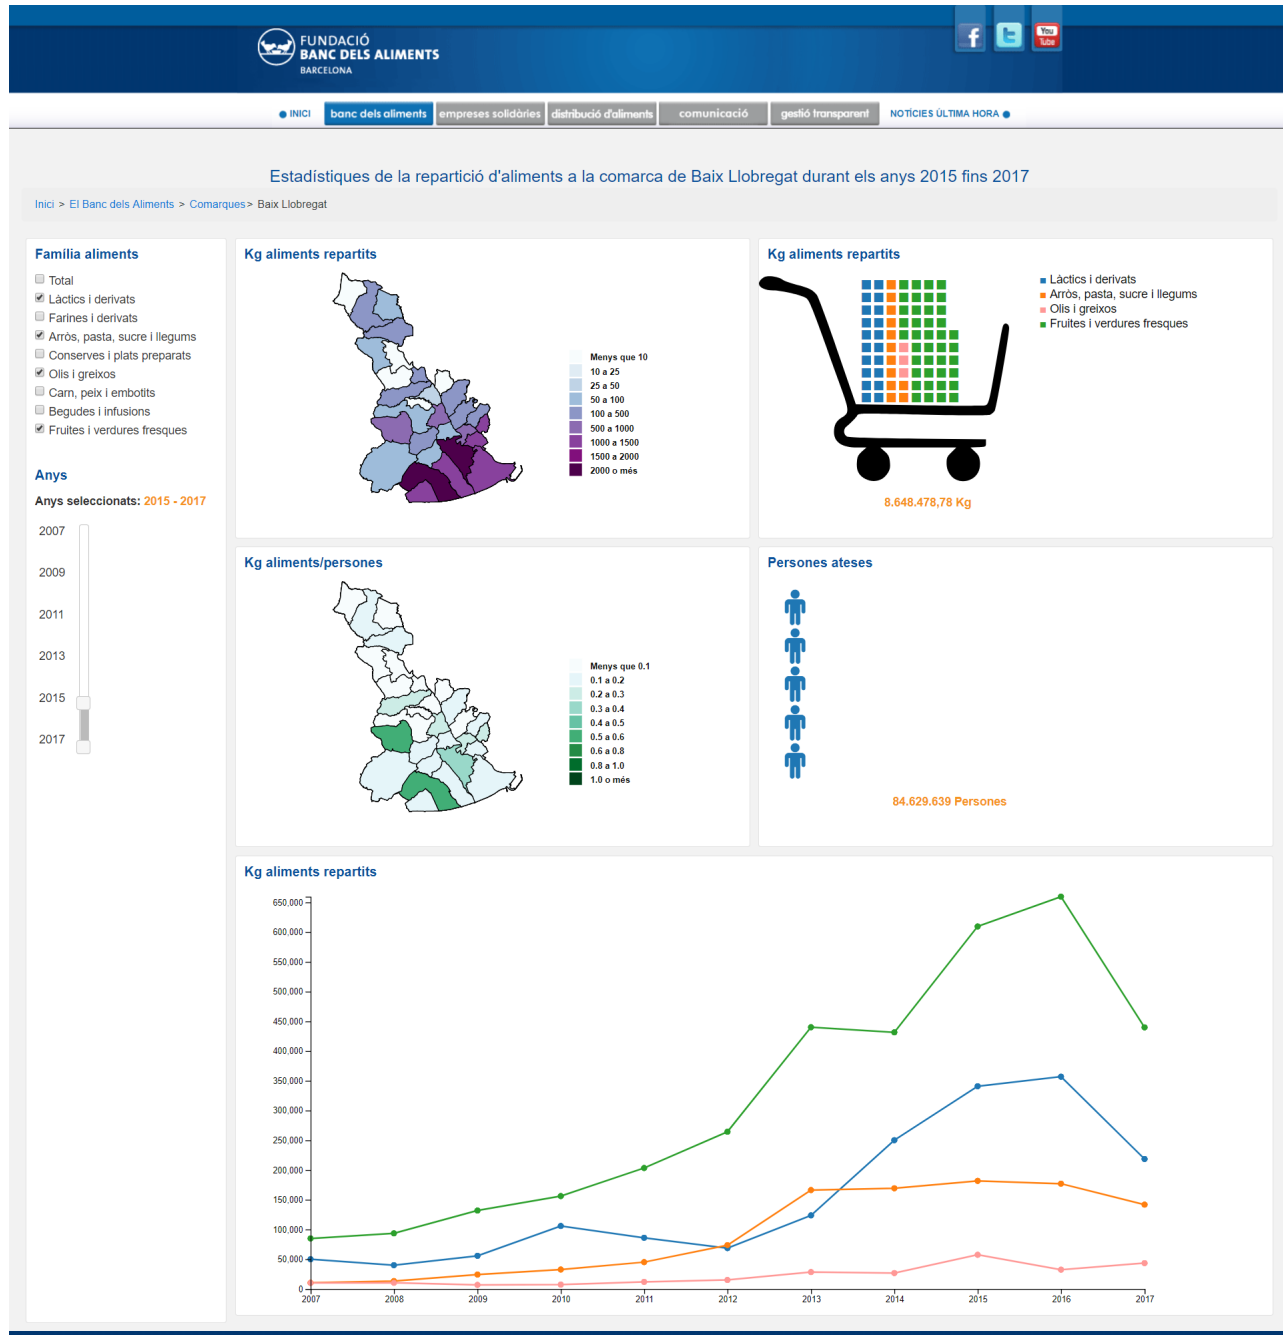 FUNDACIÓ
BANC DELS ALIMENTS
BARCELONA
f
t
You
Tube
INICI
banc dels aliments
empreses solidàries
distribució d'aliments
comunicació
gestió transparent
NOTÍCIES ÚLTIMA HORA
Estadístiques de la repartició d'aliments a la comarca de Baix Llobregat durant els anys 2015 fins 2017
Inici > El Banc dels Aliments > Comarques> Baix Llobregat
Família aliments
Total
Làctics i derivats
Farines i derivats
Arròs, pasta, sucre i llegums
Conserves i plats preparats
Olis i greixos
Carn, peix i embotits
Begudes i infusions
Fruites i verdures fresques
Anys
Anys seleccionats: 2015 - 2017
2007
2009
2011
2013
2015
2017
Kg aliments repartits
Menys que 10
10 a 25
25 a 50
50 a 100
100 a 500
500 a 1000
1000 a 1500
1500 a 2000
2000 o més
Kg aliments repartits
Làctics i derivats
Arròs, pasta, sucre i llegums
Olis i greixos
Fruites i verdures fresques
8.648.478,78 Kg
Kg aliments/persones
Menys que 0.1
0.1 a 0.2
0.2 a 0.3
0.3 a 0.4
0.4 a 0.5
0.5 a 0.6
0.6 a 0.8
0.8 a 1.0
1.0 o més
Persones ateses
84.629.639 Persones
Kg aliments repartits
650,000
600,000
550,000
500,000
450,000
400,000
350,000
300,000
250,000
200,000
150,000
100,000
50,000
0
2007 2008 2009 2010 2011 2012 2013 2014 2015 2016 2017